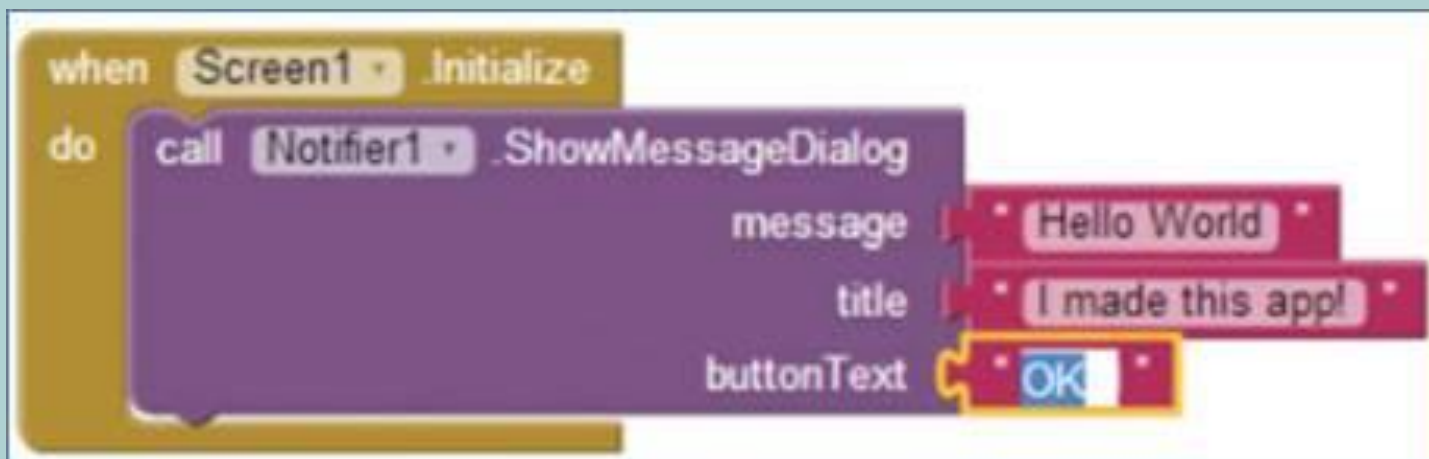 when Screen1 .Initialize
do call Notifier1 .ShowMessageDialog
message " Hello World "
title " I made this app! "
buttonText " OK "